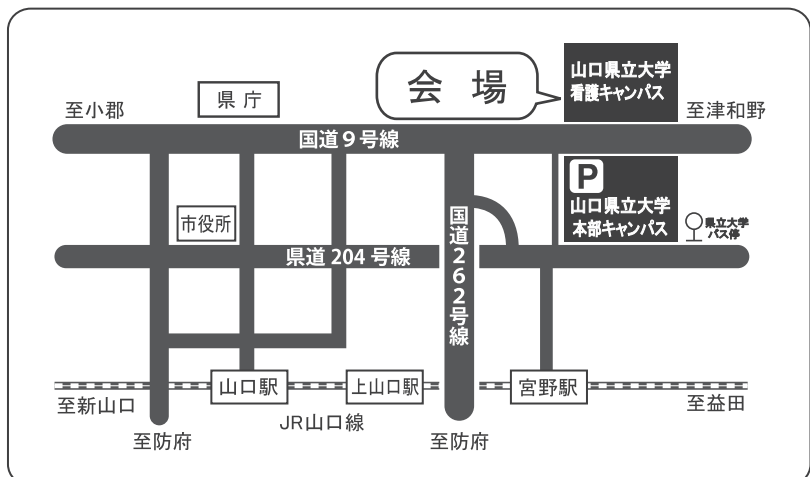 会場
山口県立大学
看護キャンパス
県庁
至小郡
至津和野
国道9号線
P
山口県立大学
本部キャンパス
市役所
国道262号線
県立大学
バス停
県道204号線
山口駅
上山口駅
宮野駅
至新山口
至益田
JR山口線
至防府
至防府